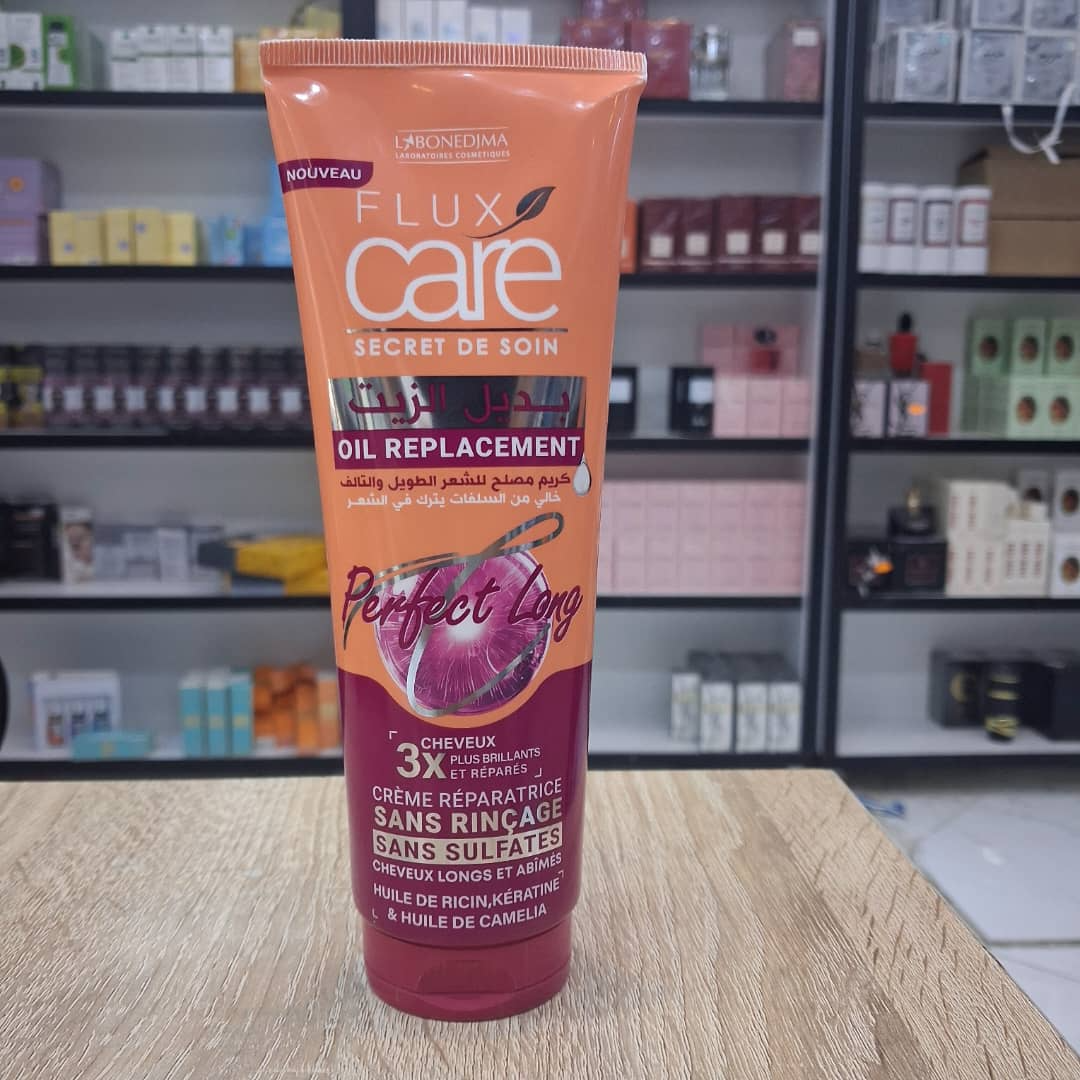 LABONEDJMA
LABORATOIRES COSMETIQUES
NOUVEAU
FLUX
care
SECRET DE SOIN
بديل الزيت
OIL REPLACEMENT
كريم مصلح للشعر الطويل والتالف
خالي من السلفات يترك في الشعر
Perfect Long
CHEVEUX
3X PLUS BRILLANTS
ET RÉPARÉS
CRÈME RÉPARATRICE
SANS RINÇAGE
SANS SULFATES
CHEVEUX LONGS ET ABÎMÉS
HUILE DE RICIN,KÉRATINE
& HUILE DE CAMELIA